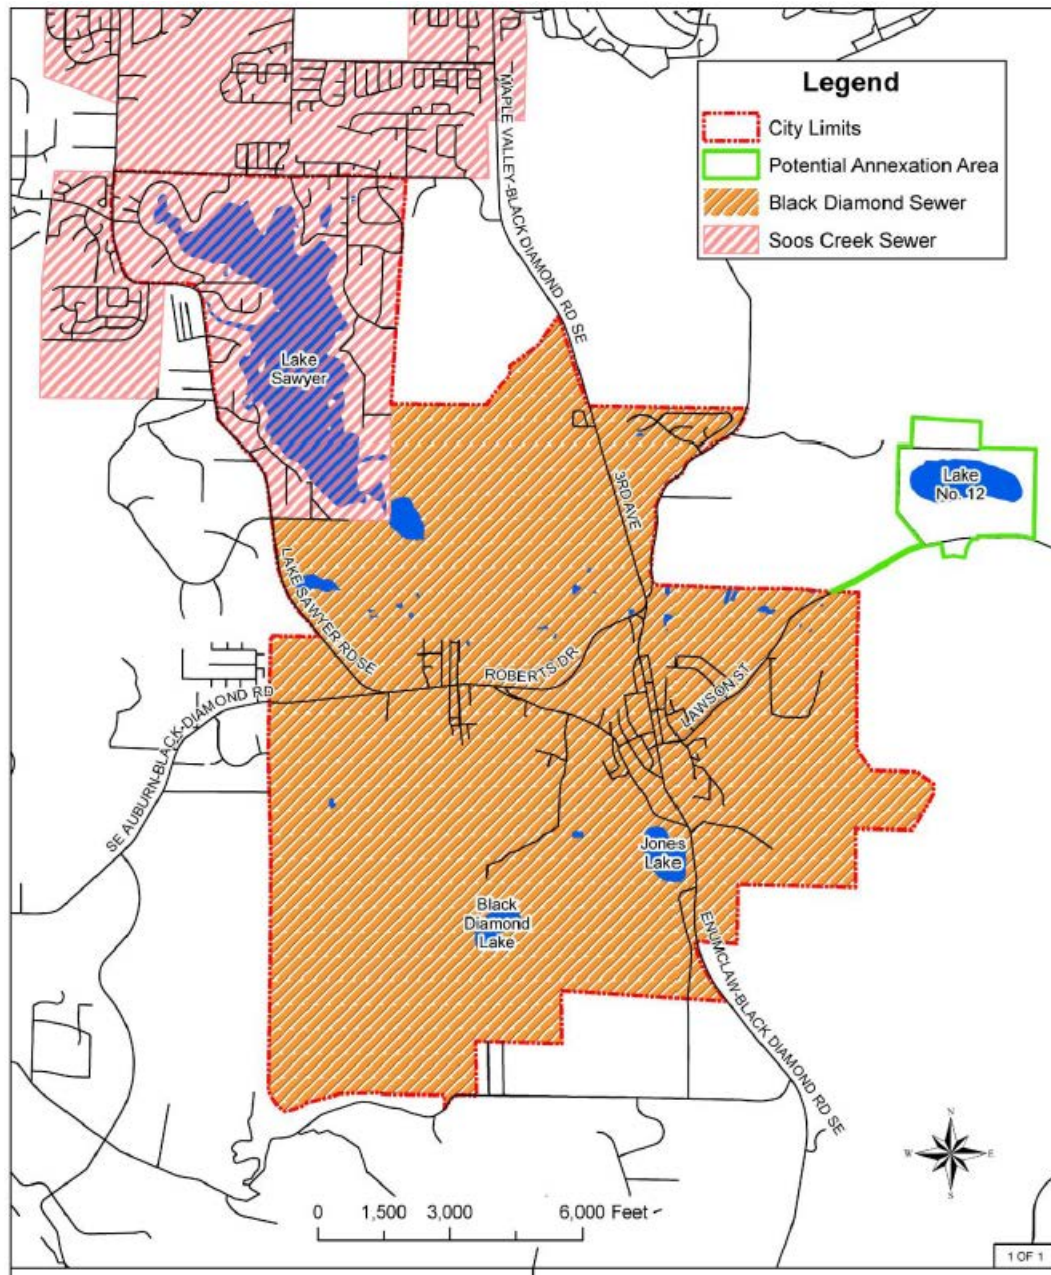 Legend
City Limits
Potential Annexation Area
Black Diamond Sewer
Soos Creek Sewer
MAPLE VALLEY-BLACK DIAMOND RD SE
Lake
Sawyer
3RD AVE
Lake
No. 12
LAKE SAWYER RD SE
ROBERTS DR
LAWSON ST
SE AUBURN-BLACK-DIAMOND RD
Jones
Lake
Black
Diamond
Lake
ENUMCLAW-BLACK DIAMOND RD SE
N
W
E
S
0 1,500 3,000 6,000 Feet
1 OF 1